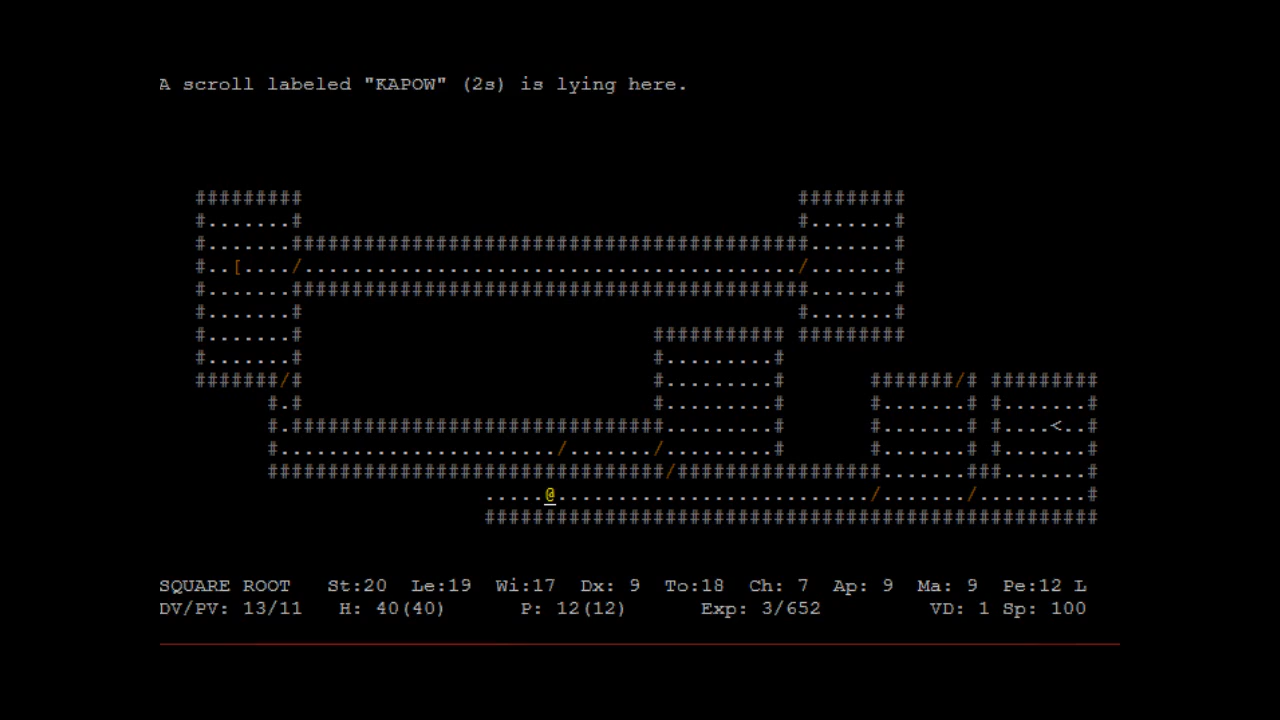 A scroll labeled "KAPOW" (2s) is lying here.
SQUARE ROOT St:20 Le:19 Wi:17 Dx: 9 To:18 Ch: 7 Ap: 9 Ma: 9 Pe:12 L
DV/PV: 13/11 H: 40(40) P: 12(12) Exp: 3/652 VD: 1 Sp: 100